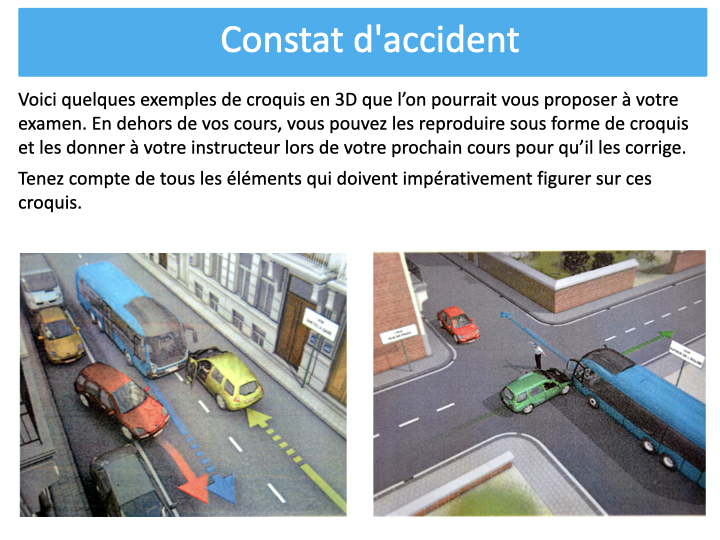 Constat d'accident
Voici quelques exemples de croquis en 3D que l’on pourrait vous proposer à votre
examen. En dehors de vos cours, vous pouvez les reproduire sous forme de croquis
et les donner à votre instructeur lors de votre prochain cours pour qu’il les corrige.
Tenez compte de tous les éléments qui doivent impérativement figurer sur ces
croquis.